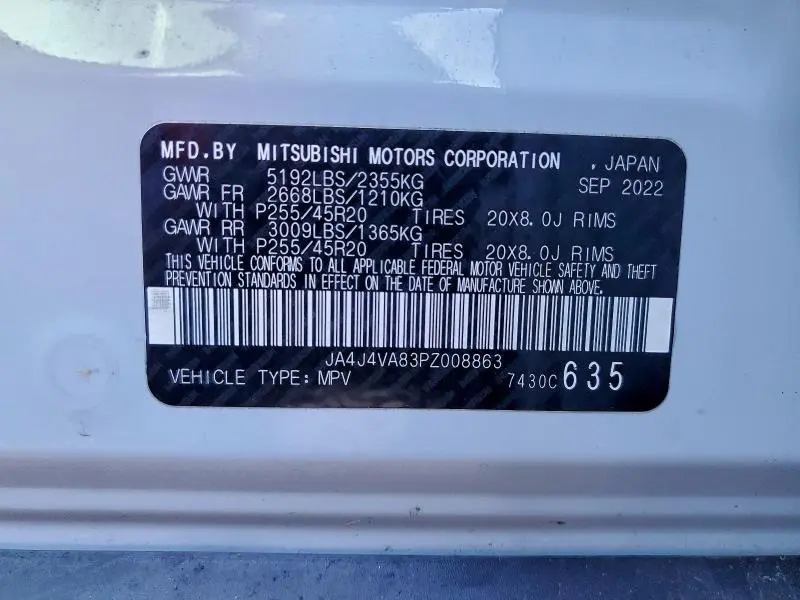 MFD.BY MITSUBISHI MOTORS CORPORATION , JAPAN
GVWR 5192LBS/2355KG SEP 2022
GAWR FR 2668LBS/1210KG
WITH P255/45R20 TIRES 20X8.0J RIMS
GAWR RR 3009LBS/1365KG
WITH P255/45R20 TIRES 20X8.0J RIMS
THIS VEHICLE CONFORMS TO ALL APPLICABLE FEDERAL MOTOR VEHICLE SAFETY AND THEFT
PREVENTION STANDARDS IN EFFECT ON THE DATE OF MANUFACTURE SHOWN ABOVE.
JA4J4VA83PZ008863
VEHICLE TYPE: MPV 7430C 635